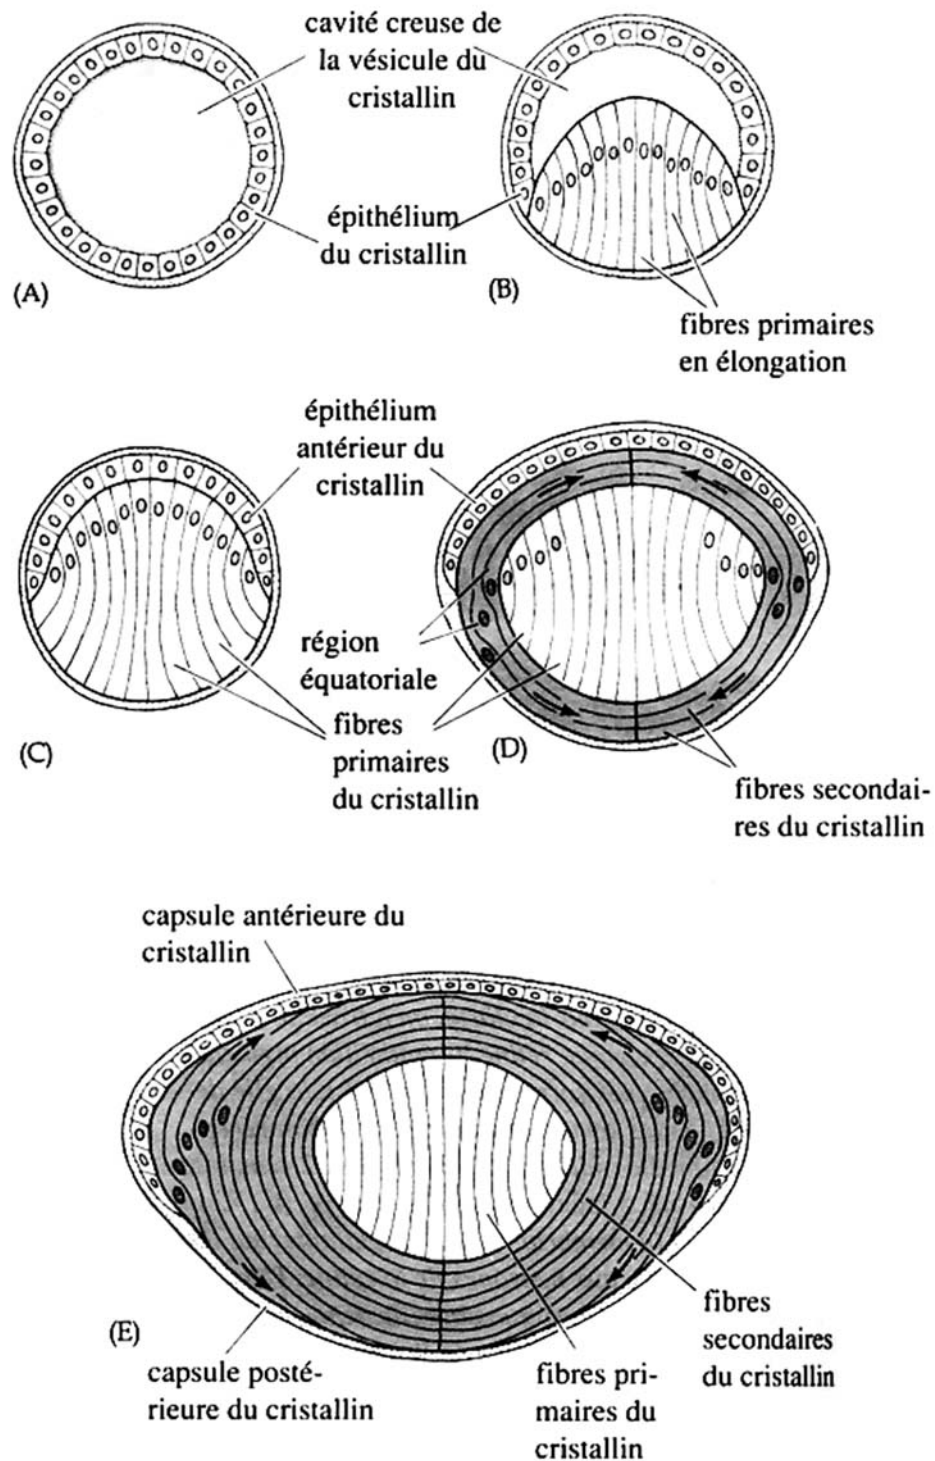 cavité creuse de
la vésicule du
cristallin
épithélium
du cristallin
(A)
(B)
fibres primaires
en élongation
épithélium
antérieur du
cristallin
région
équatoriale
fibres
primaires
du cristallin
(C)
(D)
fibres secondai-
res du cristallin
capsule antérieure du
cristallin
(E)
capsule posté-
rieure du cristallin
fibres pri-
maires du
cristallin
fibres
secondaires
du cristallin